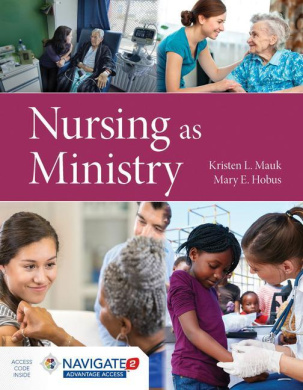 Nursing as
Ministry
Kristen L. Mauk
Mary E. Hobus
ACCESS
CODE
INSIDE
NAVIGATE 2
ADVANTAGE ACCESS